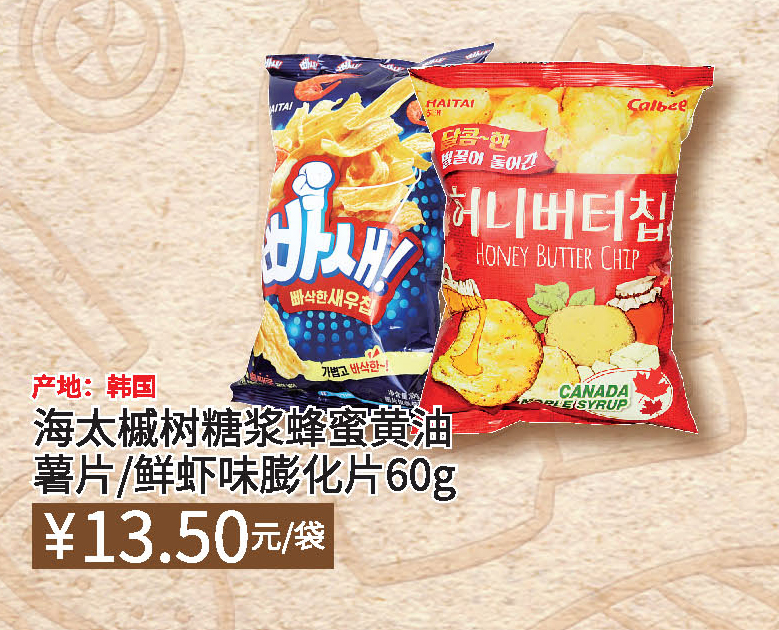 HAITAI
빠새!
빠삭한새우칩
가볍고 바삭한~!
HAITAI
Calbee
달콤~한
벌꿀이 들어간
허니버터칩
HONEY BUTTER CHIP
CANADA
MAPLE SYRUP
产地：韩国
海太槭树糖浆蜂蜜黄油
薯片/鲜虾味膨化片60g
￥13.50元/袋